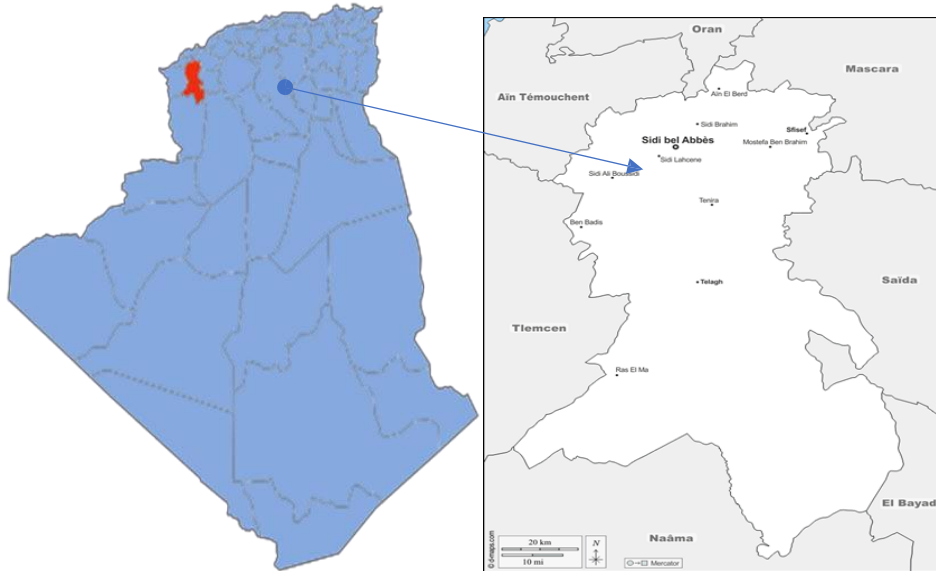 Oran
Mascara
Aïn Témouchent
Aïn El Berd
Sidi Brahim
Sfisef
Sidi bel Abbès
Mostefa Ben Brahim
Sidi Lahcene
Sidi Ali Boussidi
Tenira
Ben Badis
Saïda
Telagh
Tlemcen
Ras El Ma
El Bayad
Naâma
20 km
10 mi
N
Mercator
© d-maps.com